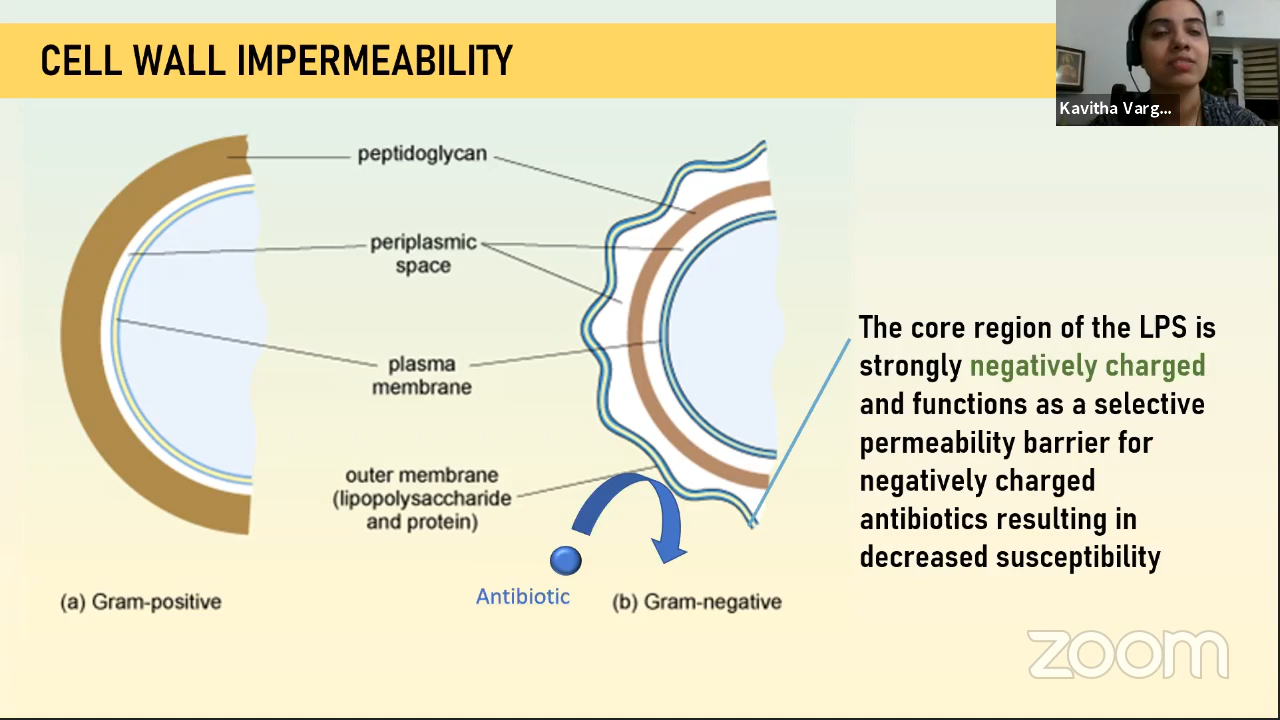 CELL WALL IMPERMEABILITY
Kavitha Varg...
peptidoglycan
periplasmic
space
plasma
membrane
outer membrane
(lipopolysaccharide
and protein)
Antibiotic
(a) Gram-positive
(b) Gram-negative
The core region of the LPS is
strongly negatively charged
and functions as a selective
permeability barrier for
negatively charged
antibiotics resulting in
decreased susceptibility
zoom